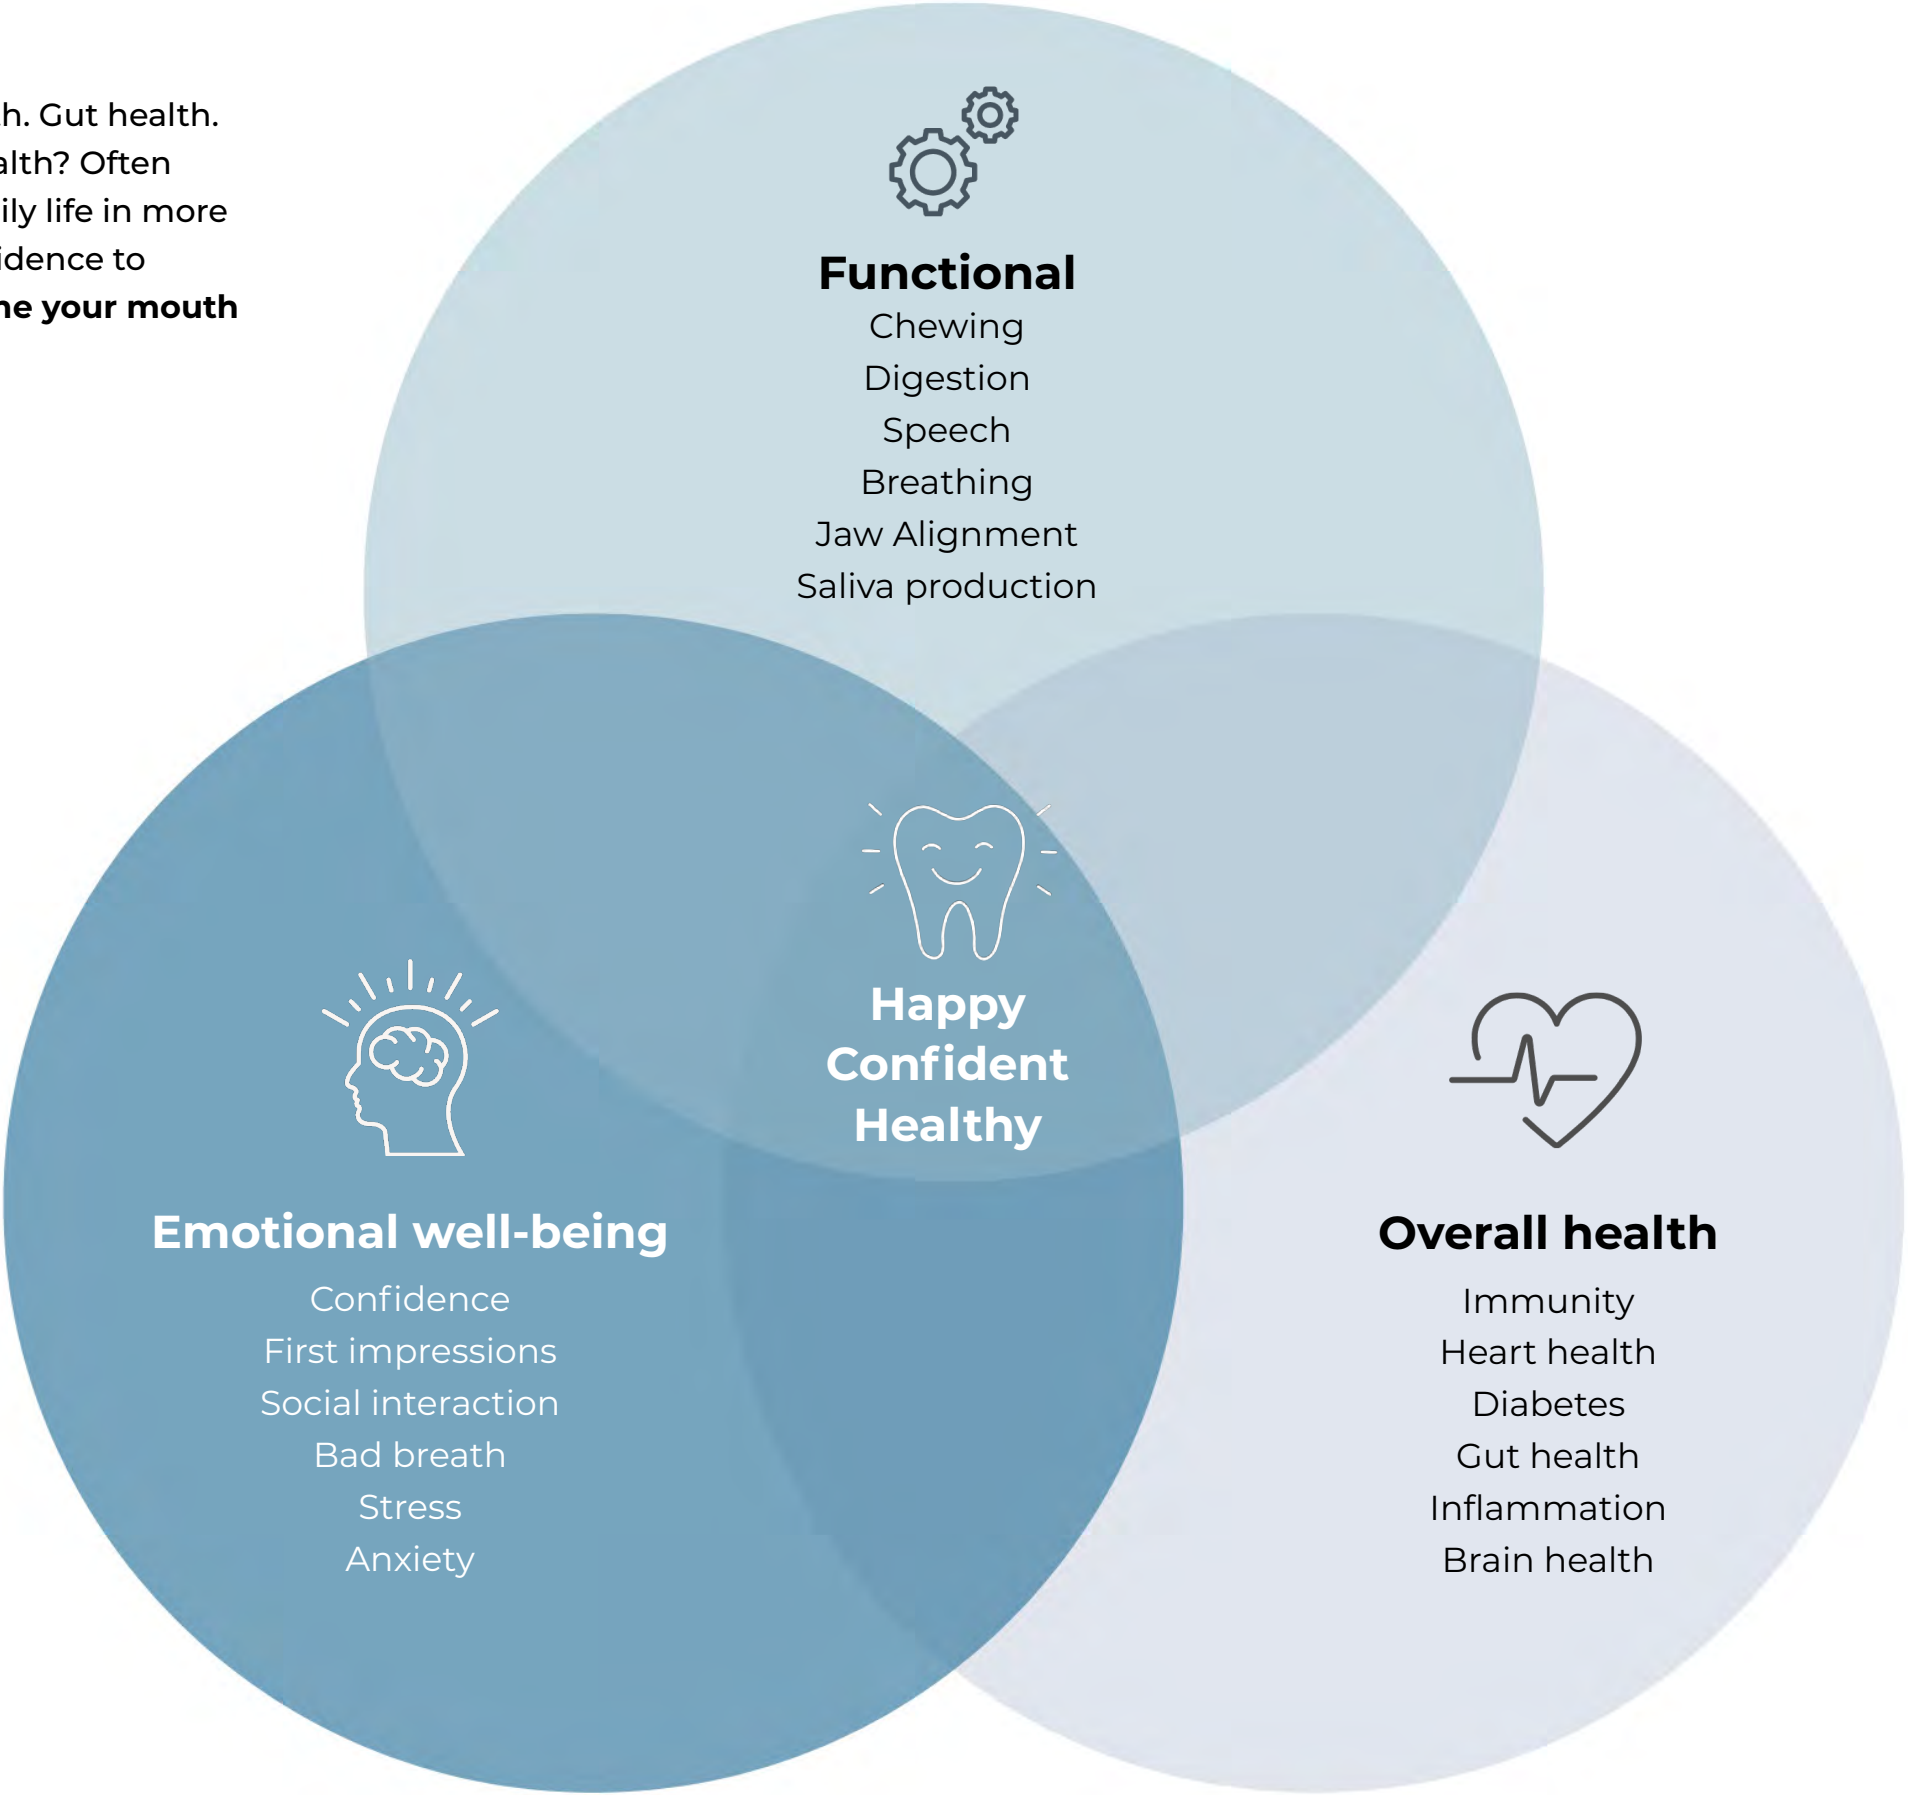 h. Gut health.
alth? Often
ily life in more
idence to
ne your mouth
Functional
Chewing
Digestion
Speech
Breathing
Jaw Alignment
Saliva production
Happy
Confident
Healthy
Emotional well-being
Confidence
First impressions
Social interaction
Bad breath
Stress
Anxiety
Overall health
Immunity
Heart health
Diabetes
Gut health
Inflammation
Brain health